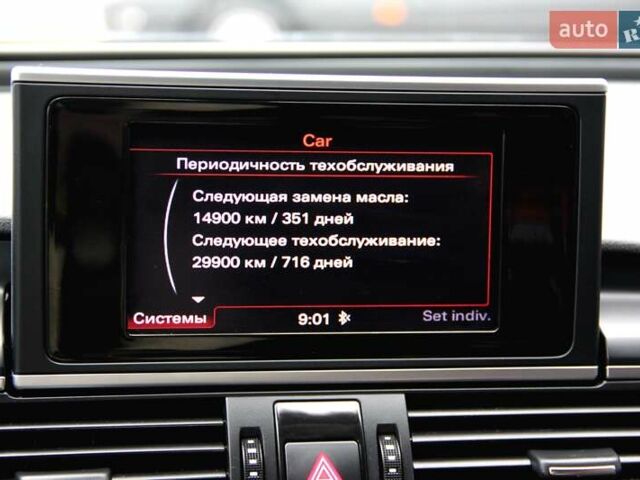 auto
R
Car
Периодичность техобслуживания
Следующая замена масла:
14900 км / 351 дней
Следующее техобслуживание:
29900 км / 716 дней
Системы
9:01
Set indiv.